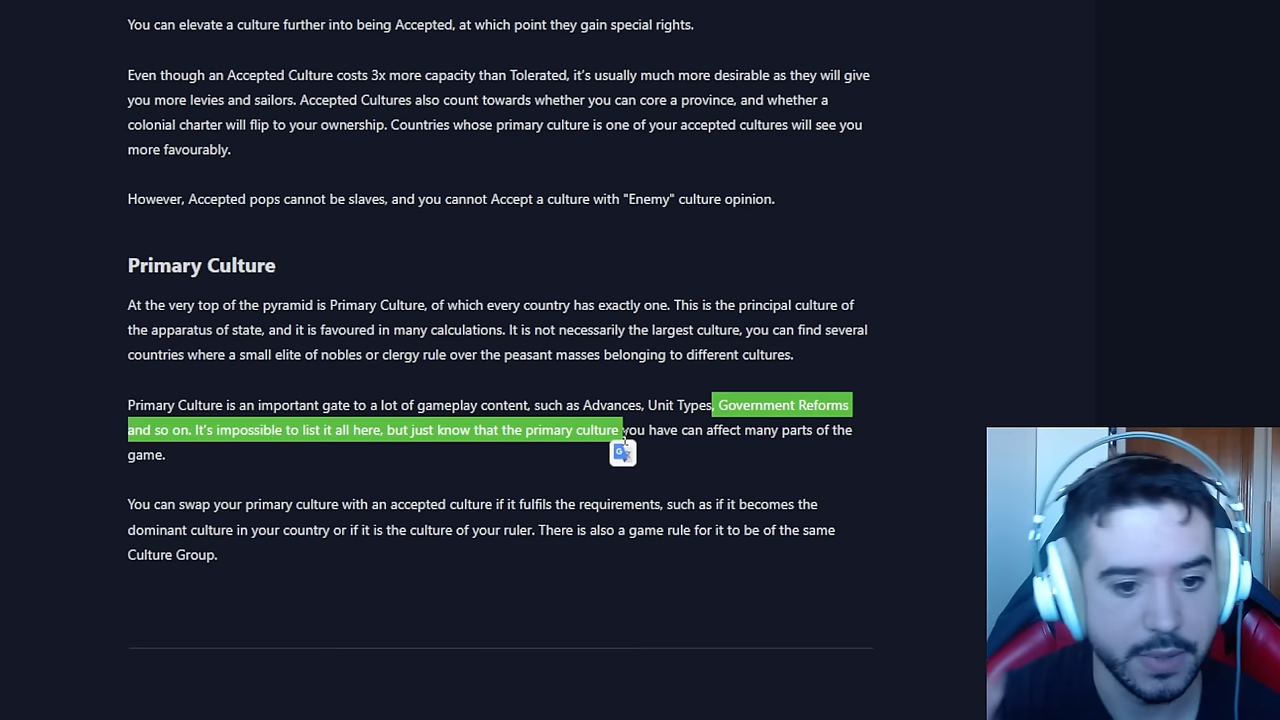 You can elevate a culture further into being Accepted, at which point they gain special rights.
Even though an Accepted Culture costs 3x more capacity than Tolerated, it's usually much more desirable as they will give
you more levies and sailors. Accepted Cultures also count towards whether you can core a province, and whether a
colonial charter will flip to your ownership. Countries whose primary culture is one of your accepted cultures will see you
more favourably.
However, Accepted pops cannot be slaves, and you cannot Accept a culture with "Enemy" culture opinion.
Primary Culture
At the very top of the pyramid is Primary Culture, of which every country has exactly one. This is the principal culture of
the apparatus of state, and it is favoured in many calculations. It is not necessarily the largest culture, you can find several
countries where a small elite of nobles or clergy rule over the peasant masses belonging to different cultures.
Primary Culture is an important gate to a lot of gameplay content, such as Advances, Unit Types, Government Reforms
and so on. It's impossible to list it all here, but just know that the primary culture you have can affect many parts of the
game.
You can swap your primary culture with an accepted culture if it fulfils the requirements, such as if it becomes the
dominant culture in your country or if it is the culture of your ruler. There is also a game rule for it to be of the same
Culture Group.